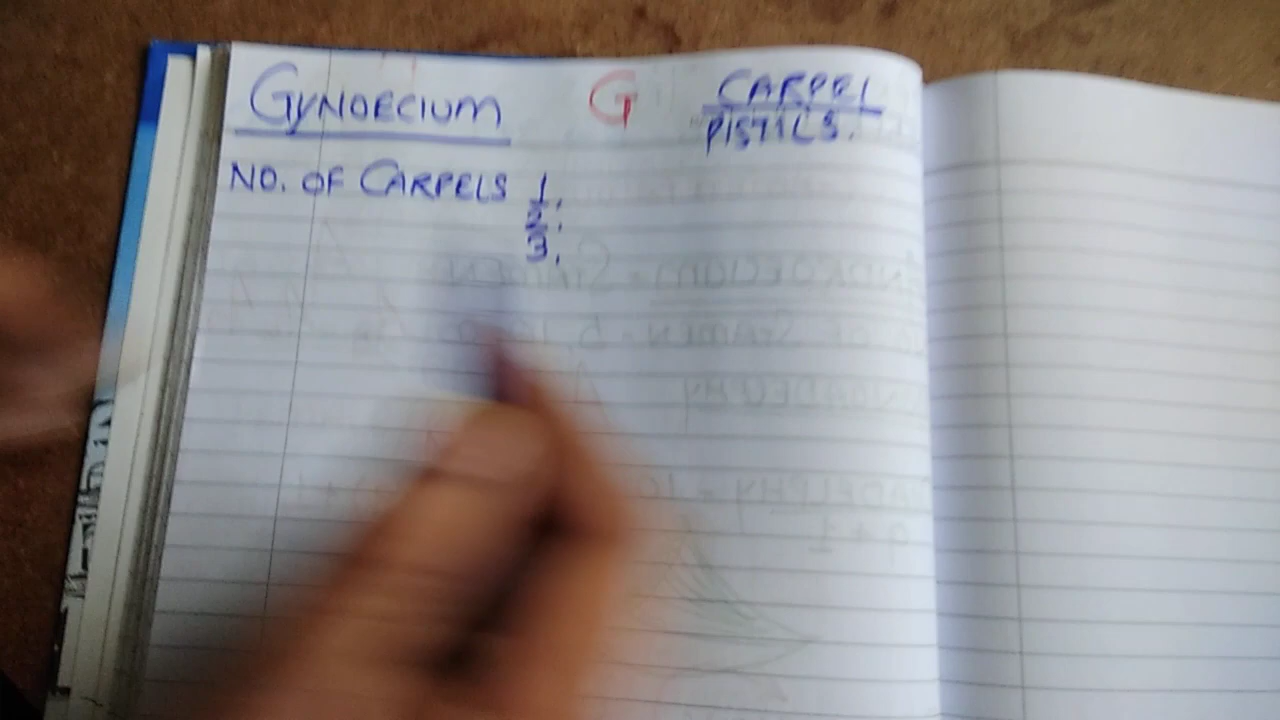 GYNOECIUM G CARPEL
PISTILS.
NO. OF CARPELS 1.
2.
3.